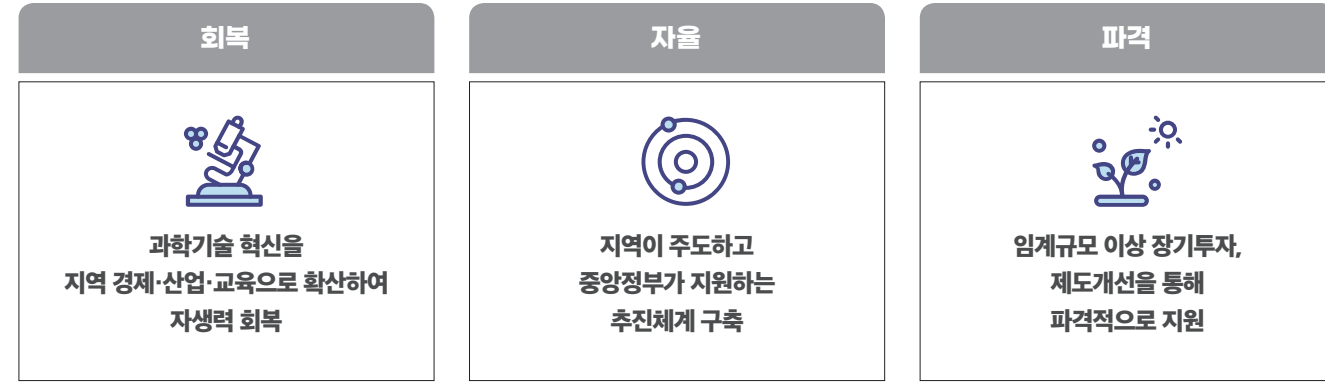 회복
과학기술 혁신을
지역 경제·산업·교육으로 확산하여
자생력 회복
자율
지역이 주도하고
중앙정부가 지원하는
추진체계 구축
파격
임계규모 이상 장기투자,
제도개선을 통해
파격적으로 지원